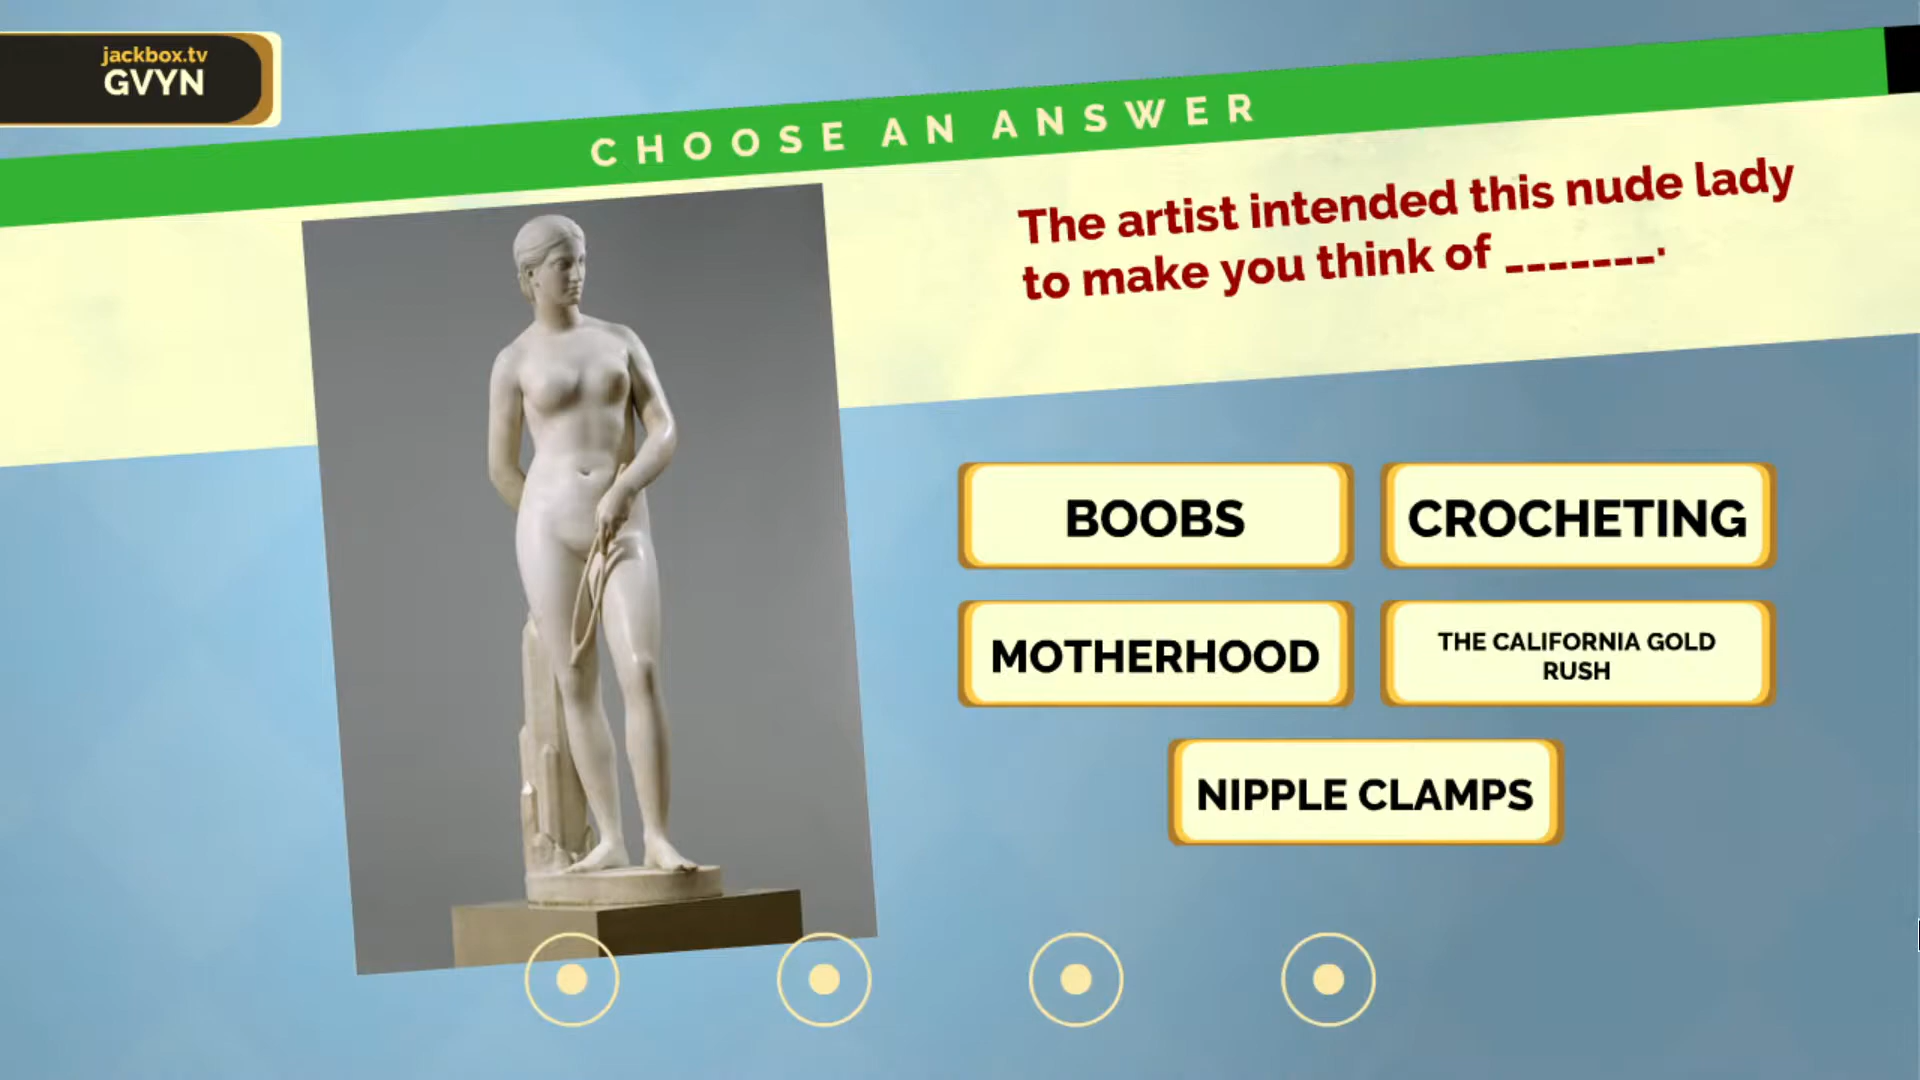 jackbox.tv
GVYN
CHOOSE AN ANSWER
The artist intended this nude lady
to make you think of _______.
BOOBS
CROCHETING
MOTHERHOOD
THE CALIFORNIA GOLD
RUSH
NIPPLE CLAMPS